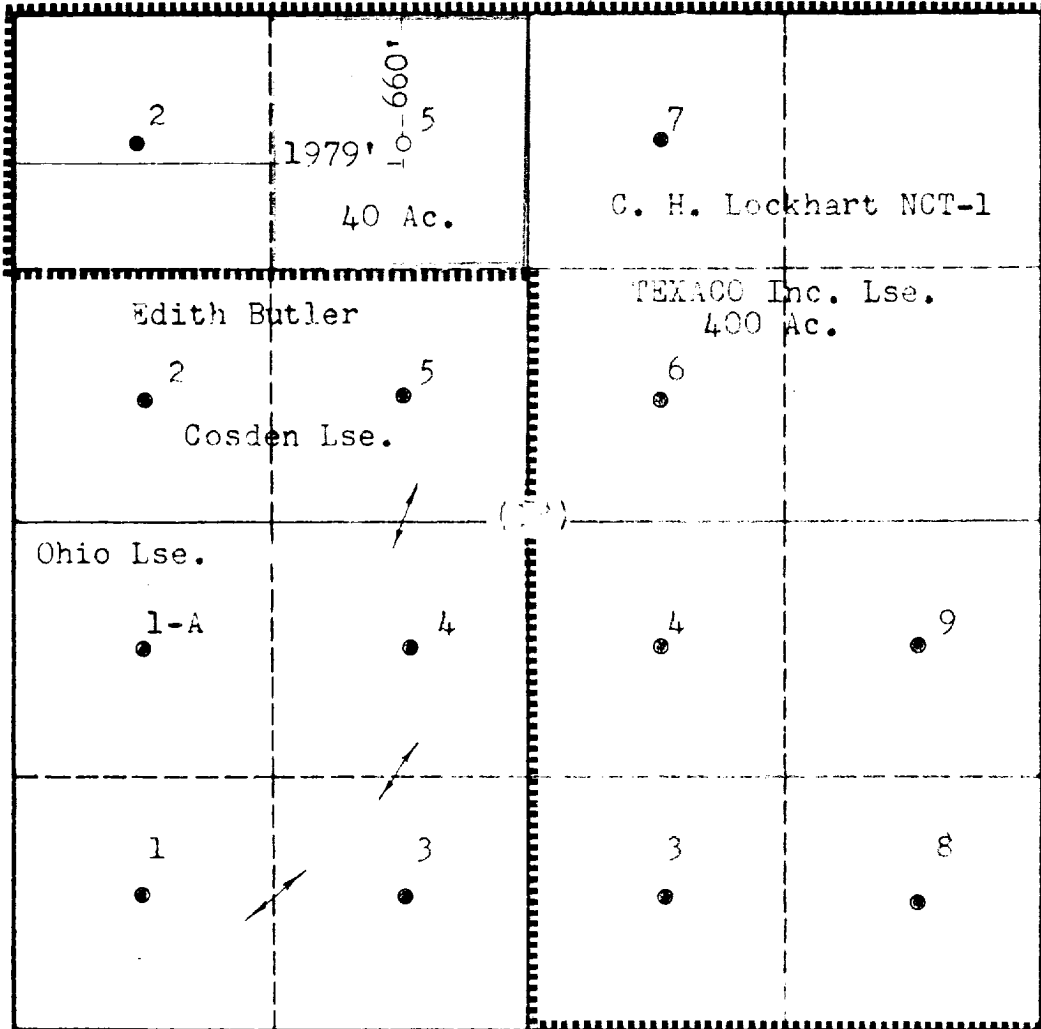 660'
2
5
7
1979'
40 Ac.
C. H. Lockhart NCT-1
Edith Butler
TEXACO Inc. Lse.
400 Ac.
2
5
6
Cosden Lse.
Ohio Lse.
1-A
4
4
9
1
3
3
8